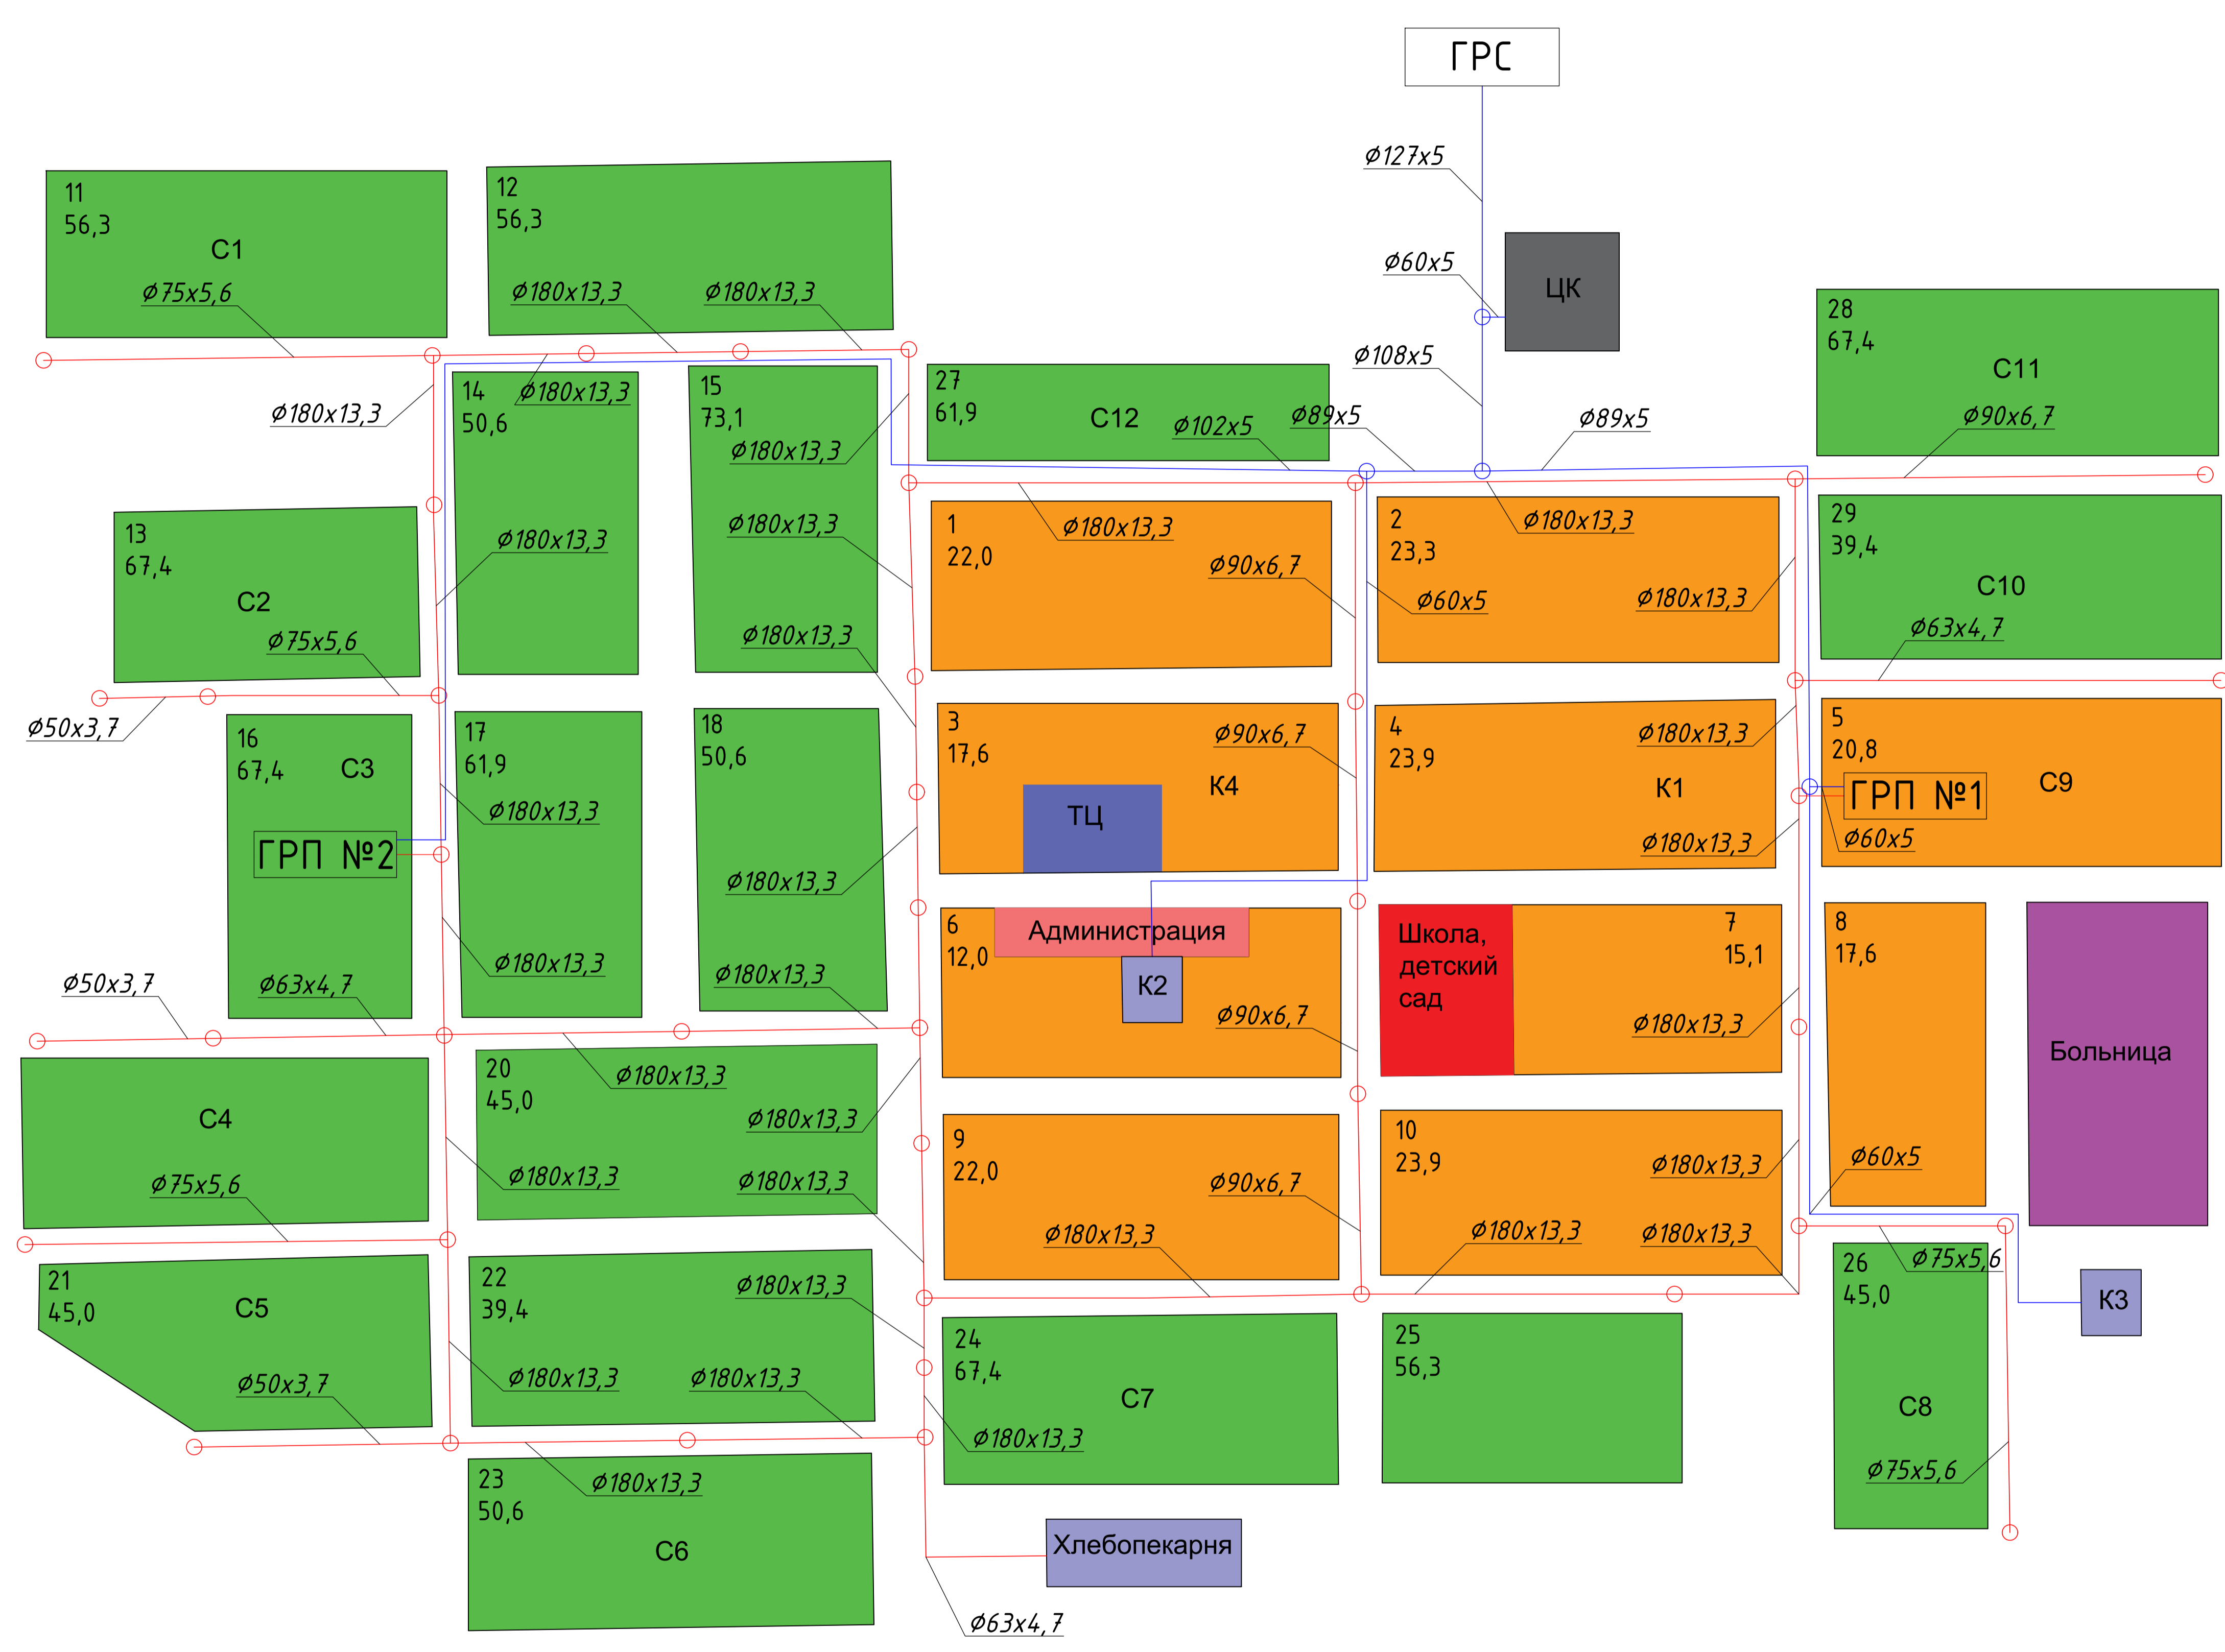 ГРС
Ø127x5
Ø60x5
ЦК
Ø108x5
11
56,3
С1
Ø75x5,6
12
56,3
Ø180x13,3
Ø180x13,3
Ø180x13,3
Ø180x13,3
14
50,6
15
73,1
Ø180x13,3
27
61,9
С12
Ø102x5
Ø89x5
Ø89x5
28
67,4
С11
Ø90x6,7
13
67,4
С2
Ø75x5,6
Ø180x13,3
Ø180x13,3
Ø180x13,3
1
22,0
Ø180x13,3
Ø90x6,7
2
23,3
Ø180x13,3
Ø60x5
Ø180x13,3
29
39,4
С10
Ø63x4,7
Ø50x3,7
16
67,4
С3
ГРП №2
17
61,9
Ø180x13,3
Ø180x13,3
18
50,6
Ø180x13,3
Ø180x13,3
3
17,6
Ø90x6,7
К4
ТЦ
4
23,9
Ø180x13,3
К1
Ø180x13,3
5
20,8
С9
ГРП №1
Ø60x5
Ø50x3,7
Ø63x4,7
6
12,0
Администрация
К2
Ø90x6,7
Школа,
детский
сад
7
15,1
Ø180x13,3
8
17,6
Больница
С4
Ø75x5,6
20
45,0
Ø180x13,3
Ø180x13,3
Ø180x13,3
Ø180x13,3
9
22,0
Ø90x6,7
Ø180x13,3
10
23,9
Ø180x13,3
Ø180x13,3
Ø180x13,3
Ø60x5
21
45,0
С5
Ø50x3,7
22
39,4
Ø180x13,3
Ø180x13,3
Ø180x13,3
24
67,4
С7
Ø180x13,3
25
56,3
26
45,0
Ø75x5,6
С8
Ø75x5,6
К3
23
50,6
Ø180x13,3
С6
Хлебопекарня
Ø63x4,7